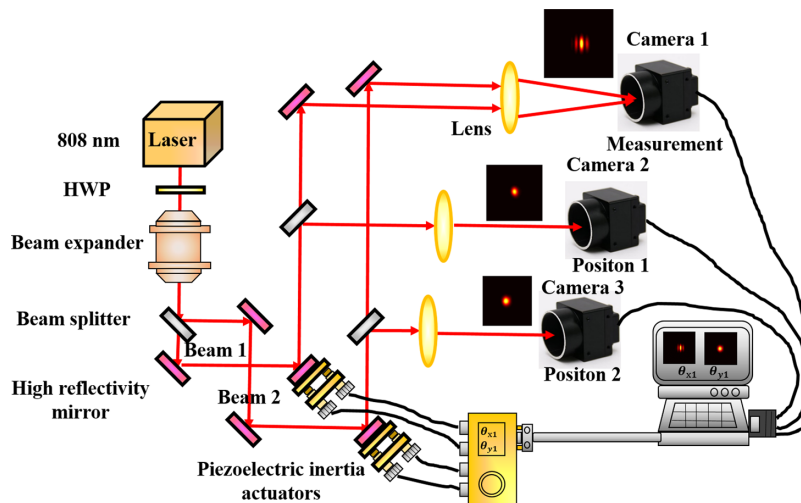 Camera 1
808 nm
Laser
Lens
Measurement
HWP
Camera 2
Beam expander
Positon 1
Camera 3
Beam splitter
Beam 1
Positon 2
High reflectivity
mirror
Beam 2
θx1
θy1
θx1
θy1
Piezoelectric inertia
actuators